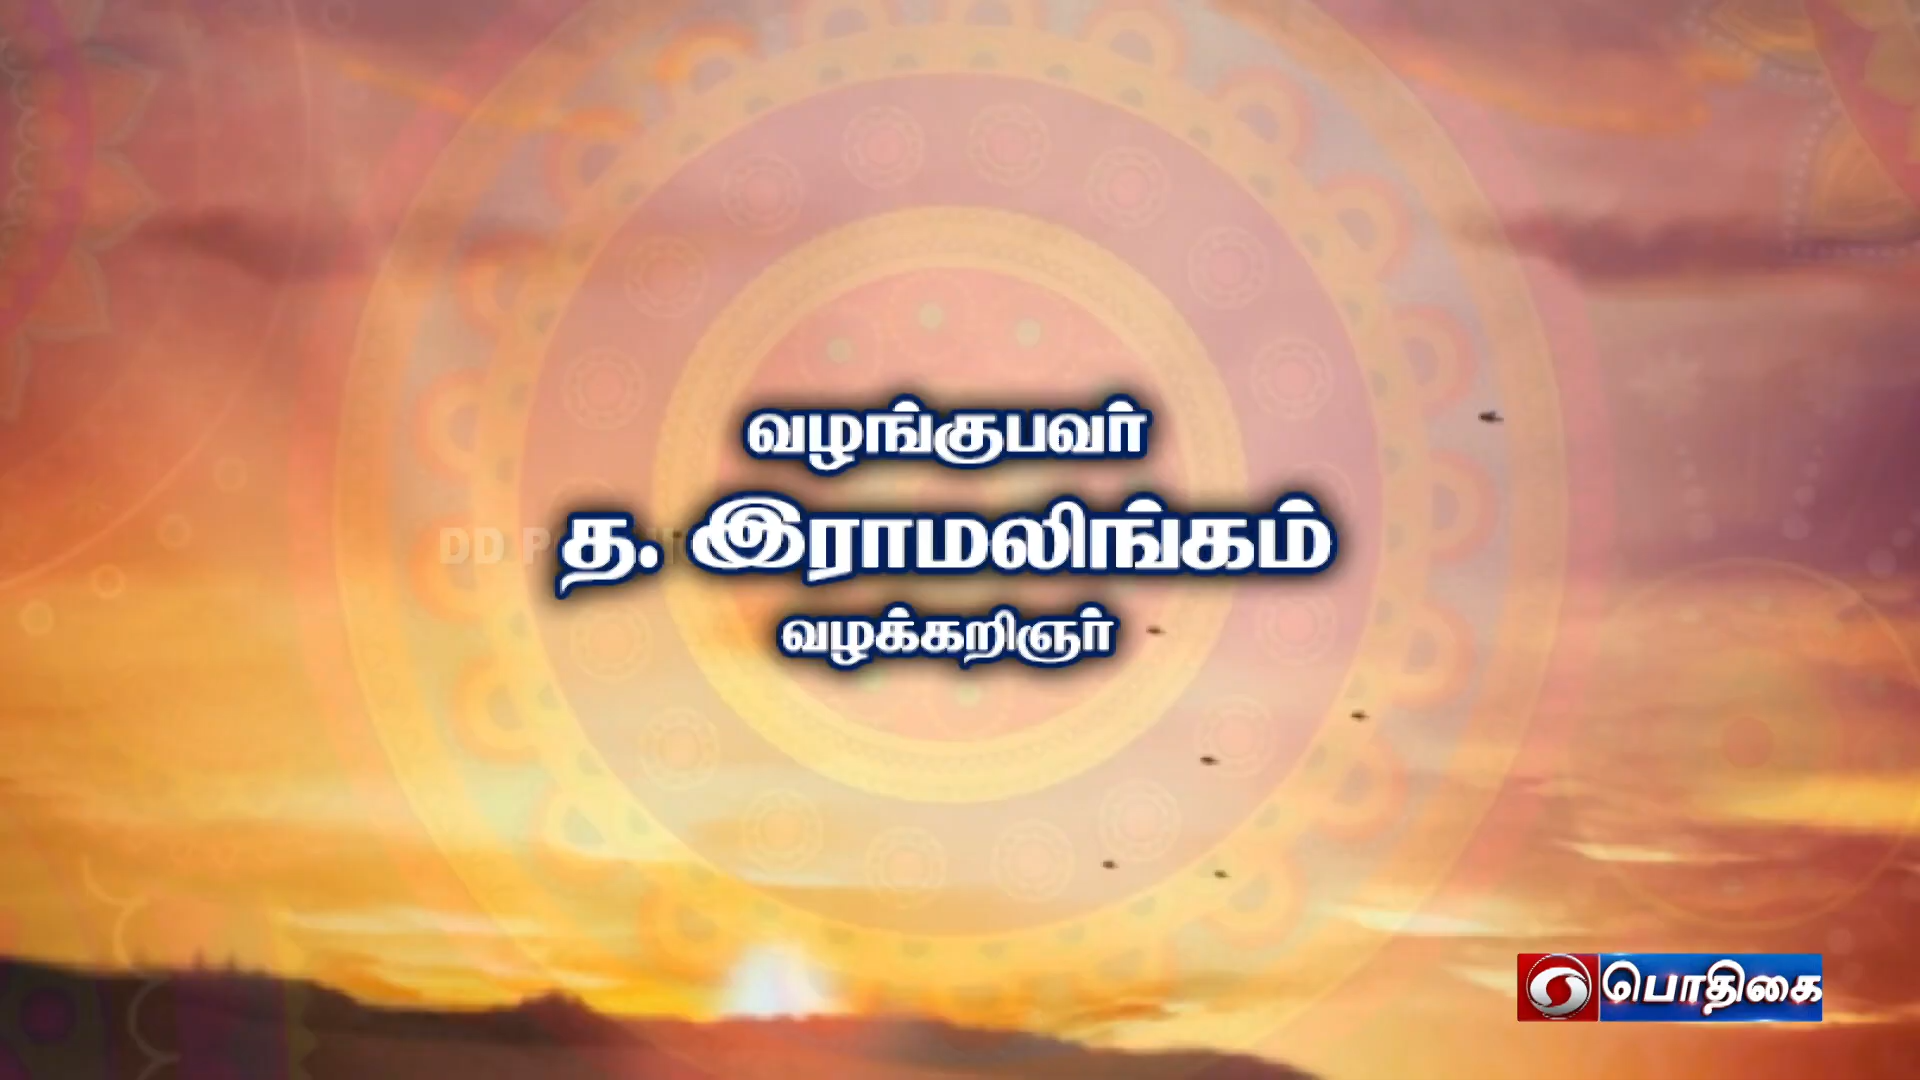 வழங்குபவர்
த. இராமலிங்கம்
வழக்கறிஞர்
பொதிகை